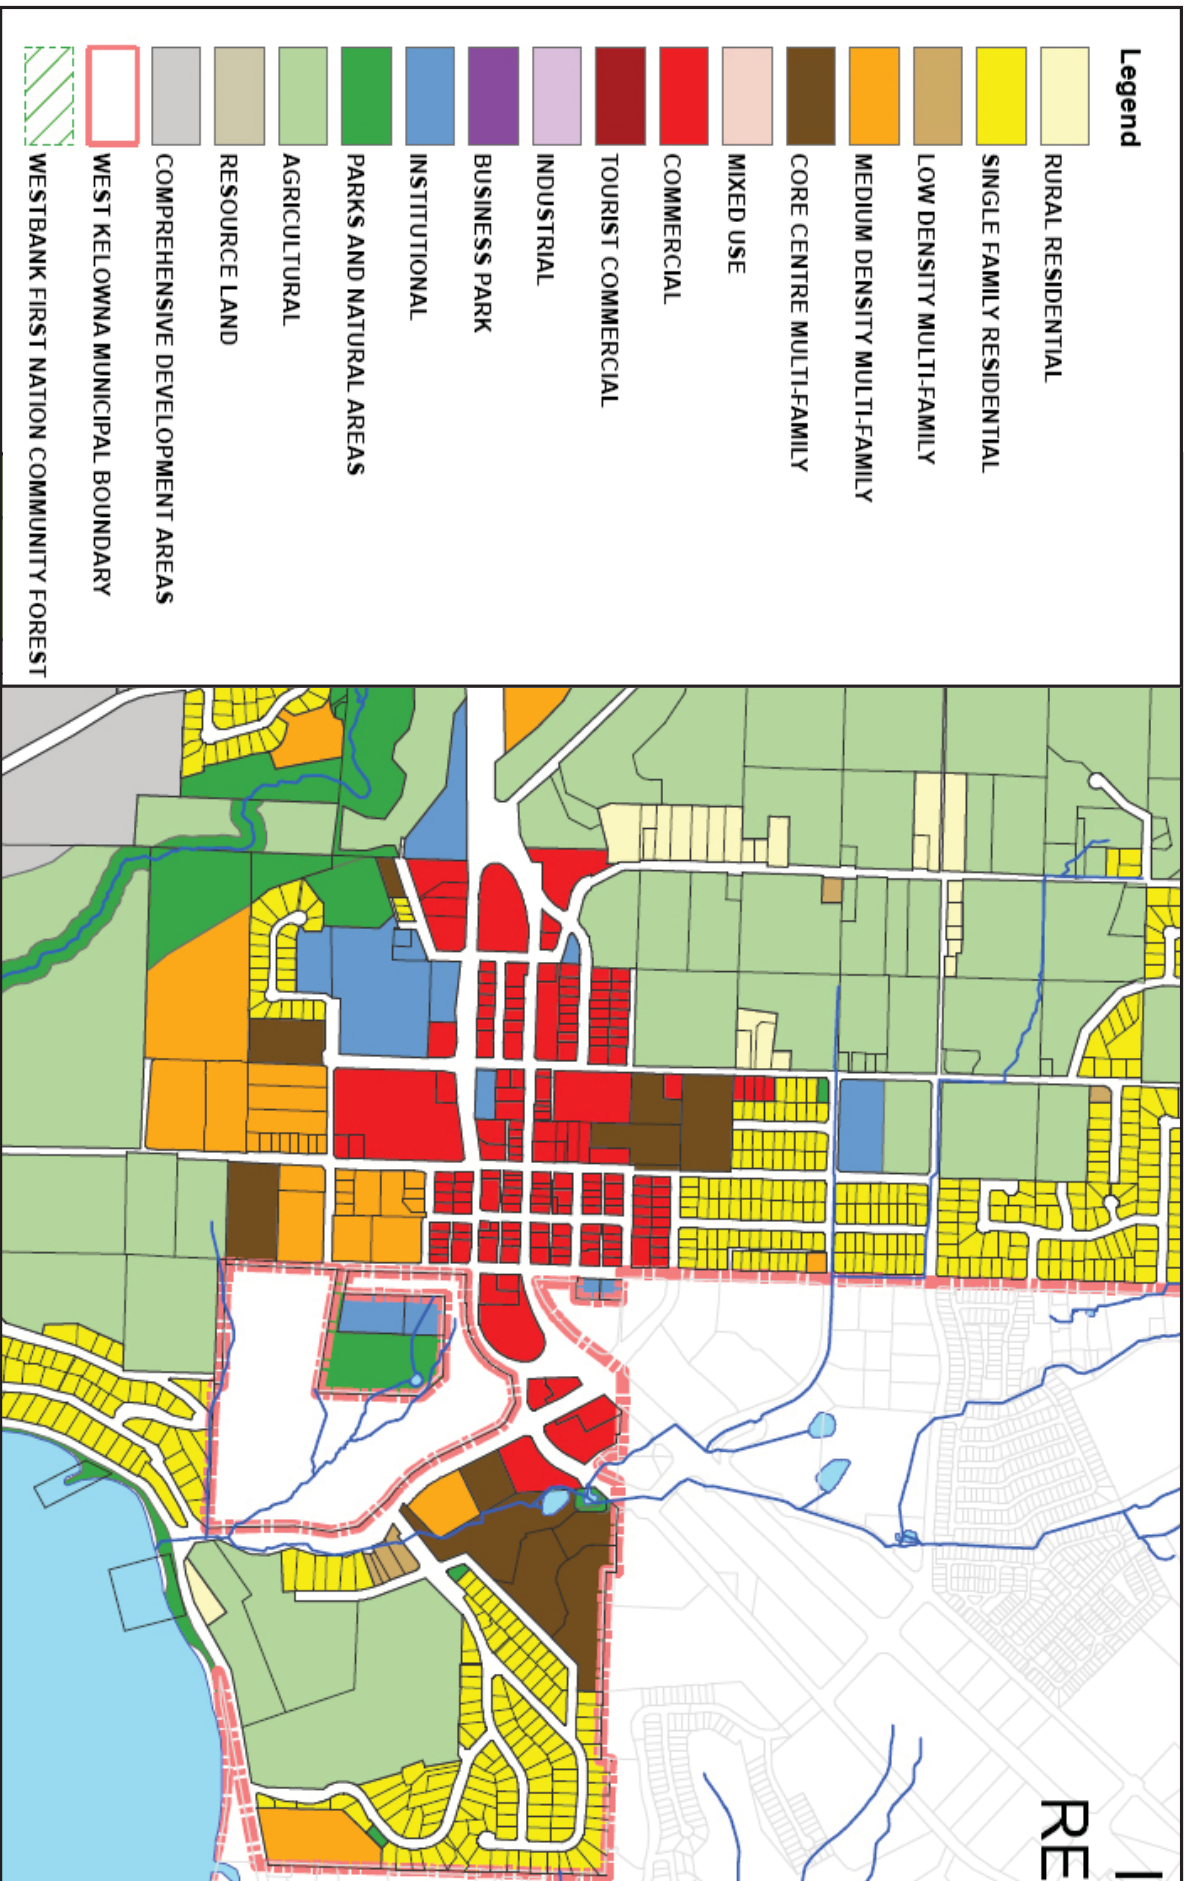 Legend
RURAL RESIDENTIAL
SINGLE FAMILY RESIDENTIAL
LOW DENSITY MULTI-FAMILY
MEDIUM DENSITY MULTI-FAMILY
CORE CENTRE MULTI-FAMILY
MIXED USE
COMMERCIAL
TOURIST COMMERCIAL
INDUSTRIAL
BUSINESS PARK
INSTITUTIONAL
PARKS AND NATURAL AREAS
AGRICULTURAL
RESOURCE LAND
COMPREHENSIVE DEVELOPMENT AREAS
WEST KELOWNA MUNICIPAL BOUNDARY
WESTBANK FIRST NATION COMMUNITY FOREST
I
RE